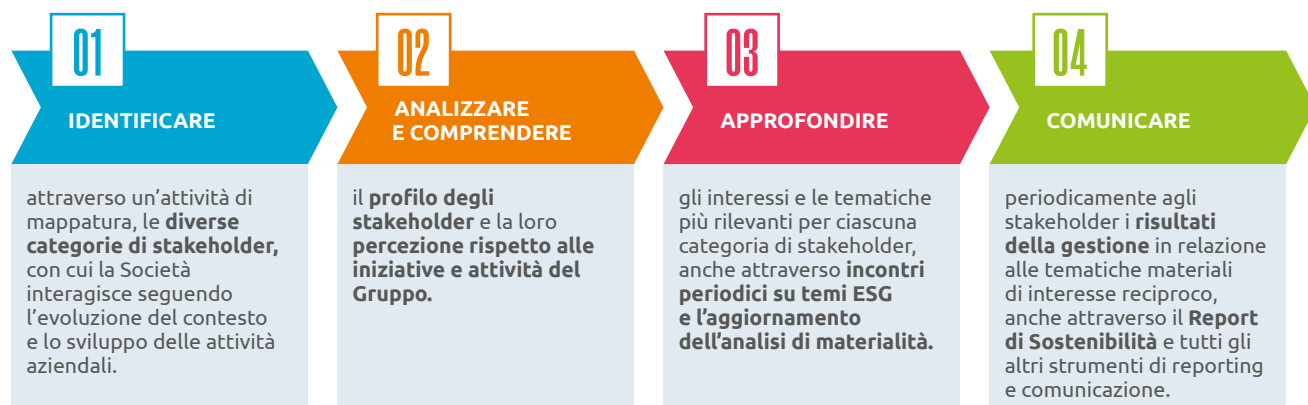 01
IDENTIFICARE
attraverso un’attività di
mappatura, le diverse
categorie di stakeholder,
con cui la Società
interagisce seguendo
l’evoluzione del contesto
e lo sviluppo delle attività
aziendali.
02
ANALIZZARE
E COMPRENDERE
il profilo degli
stakeholder e la loro
percezione rispetto alle
iniziative e attività del
Gruppo.
03
APPROFONDIRE
gli interessi e le tematiche
più rilevanti per ciascuna
categoria di stakeholder,
anche attraverso incontri
periodici su temi ESG
e l’aggiornamento
dell’analisi di materialità.
04
COMUNICARE
periodicamente agli
stakeholder i risultati
della gestione in relazione
alle tematiche materiali
di interesse reciproco,
anche attraverso il Report
di Sostenibilità e tutti gli
altri strumenti di reporting
e comunicazione.